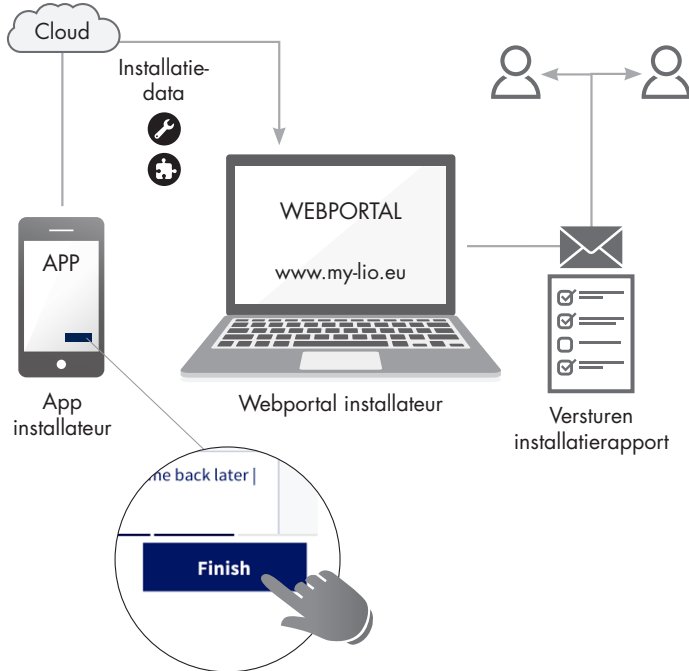 Cloud
Installatie-
data
APP
WEBPORTAL
www.my-lio.eu
App
installateur
Webportal installateur
Versturen
installatierapport
me back later |
Finish